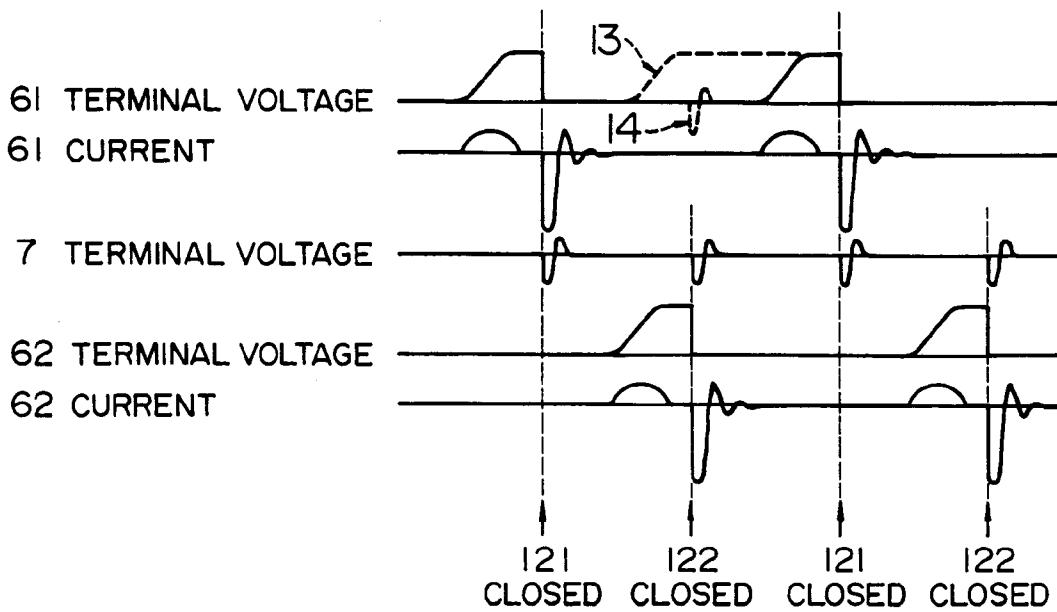 13
61 TERMINAL VOLTAGE
14
61 CURRENT
7 TERMINAL VOLTAGE
62 TERMINAL VOLTAGE
62 CURRENT
121 CLOSED
122 CLOSED
121 CLOSED
122 CLOSED